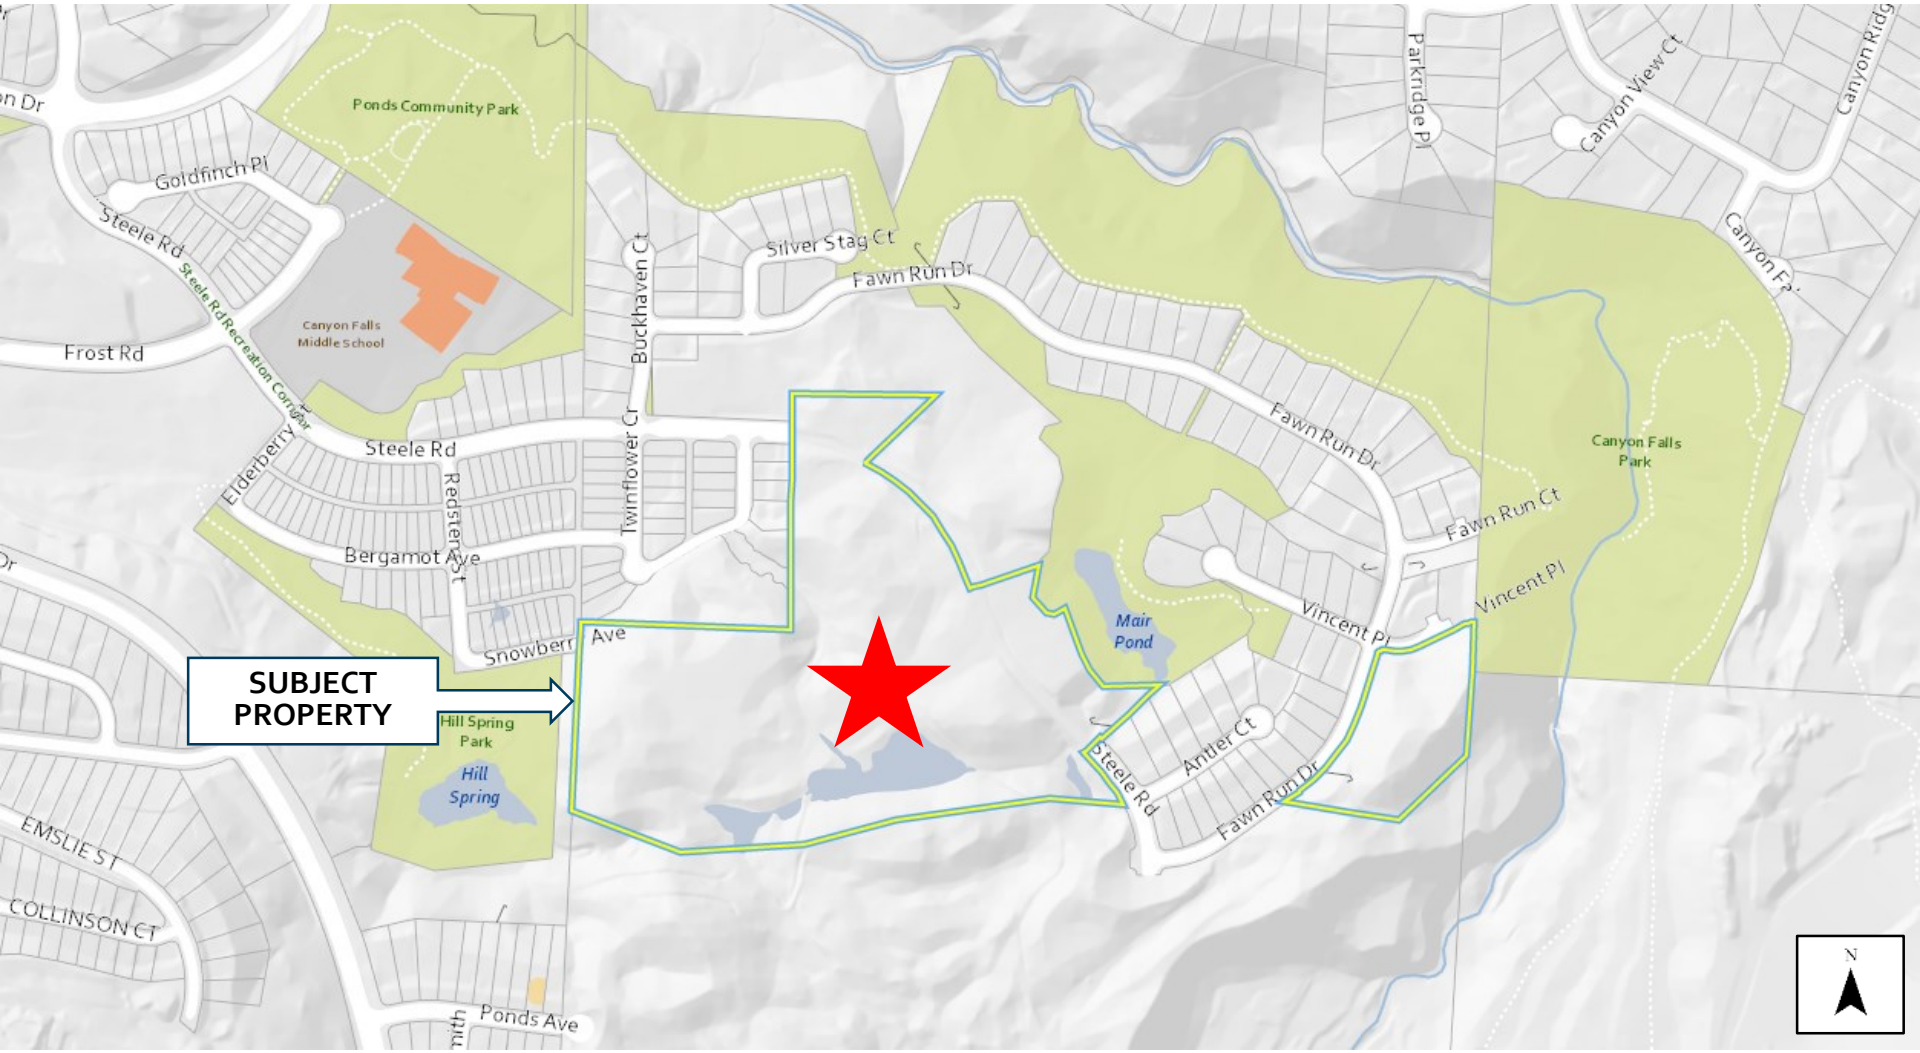 on Dr
Ponds Community Park
Goldfinch Pl
Steele Rd
Steele Rd Recreation Corridor
Canyon Falls
Middle School
Frost Rd
Buckhaven Ct
Silver Stag Ct
Fawn Run Dr
Parkridge Pl
Canyon View Ct
Canyon Ridg
Canyon Fa
Elderberry
Steele Rd
Twinflower Cr
Redstem St
Bergamot Ave
Fawn Run Dr
Canyon Falls
Park
Fawn Run Ct
Vincent Pl
Vincent Pl
Dr
Mair
Pond
Snowberr Ave
SUBJECT
PROPERTY
Hill Spring
Park
Hill
Spring
Steele Rd
Antler Ct
Fawn Run Dr
EMSLIE ST
COLLINSON CT
Ponds Ave
mith
N